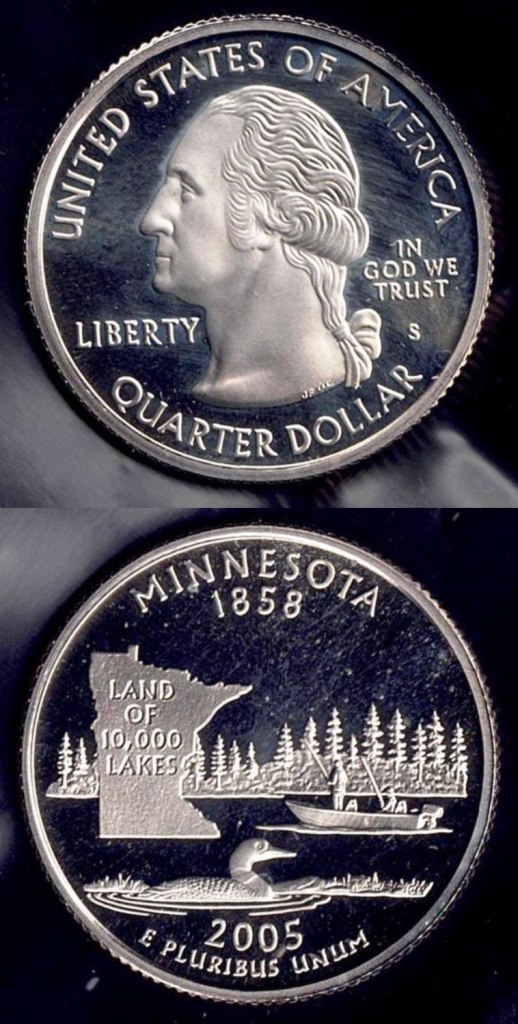 UNITED STATES OF AMERICA
IN
GOD WE
TRUST
LIBERTY
S
QUARTER DOLLAR
MINNESOTA
1858
LAND
OF
10,000
LAKES
2005
E PLURIBUS UNUM